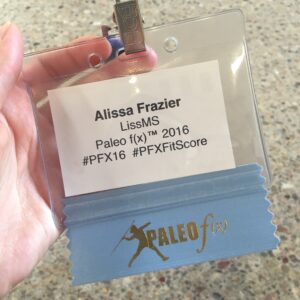 Alissa Frazier
LissMS
Paleo f(x)™ 2016
#PFX16 #PFXFitScore
PALEO f(x)